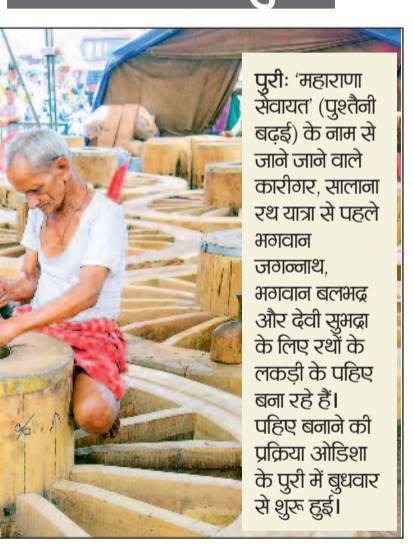 पुरीः ‘महाराणा
सेवायत’ (पुश्तैनी
बढ़ई) के नाम से
जाने जाने वाले
कारीगर, सालाना
रथ यात्रा से पहले
भगवान
जगन्नाथ,
भगवान बलभद्र
और देवी सुभद्रा
के लिए रथों के
लकड़ी के पहिए
बना रहे हैं।
पहिए बनाने की
प्रक्रिया ओडिशा
के पुरी में बुधवार
से शुरू हुई।